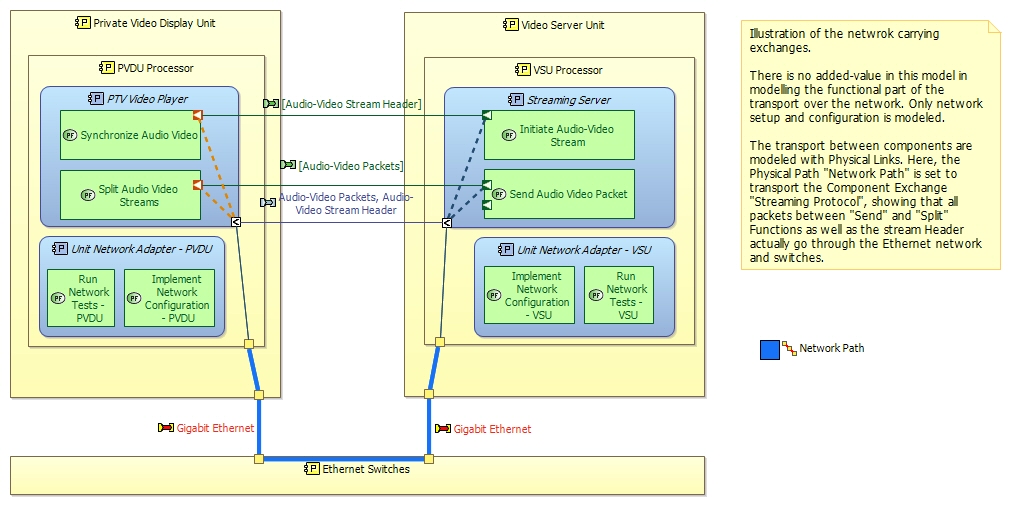 Private Video Display Unit
PVDU Processor
PTV Video Player
PF Synchronize Audio Video
PF Split Audio Video
Streams
Unit Network Adapter - PVDU
PF Run
Network
Tests -
PVDU
PF Implement
Network
Configuration
- PVDU
[Audio-Video Stream Header]
[Audio-Video Packets]
Audio-Video Packets, Audio-
Video Stream Header
Video Server Unit
VSU Processor
Streaming Server
PF Initiate Audio-Video
Stream
PF Send Audio Video Packet
Unit Network Adapter - VSU
PF Implement
Network
Configuration
- VSU
PF Run
Network
Tests -
VSU
Gigabit Ethernet
Gigabit Ethernet
Ethernet Switches
Illustration of the netwrok carrying
exchanges.
There is no added-value in this model in
modelling the functional part of the
transport over the network. Only network
setup and configuration is modeled.
The transport between components are
modeled with Physical Links. Here, the
Physical Path "Network Path" is set to
transport the Component Exchange
"Streaming Protocol", showing that all
packets between "Send" and "Split"
Functions as well as the stream Header
actually go through the Ethernet network
and switches.
Network Path